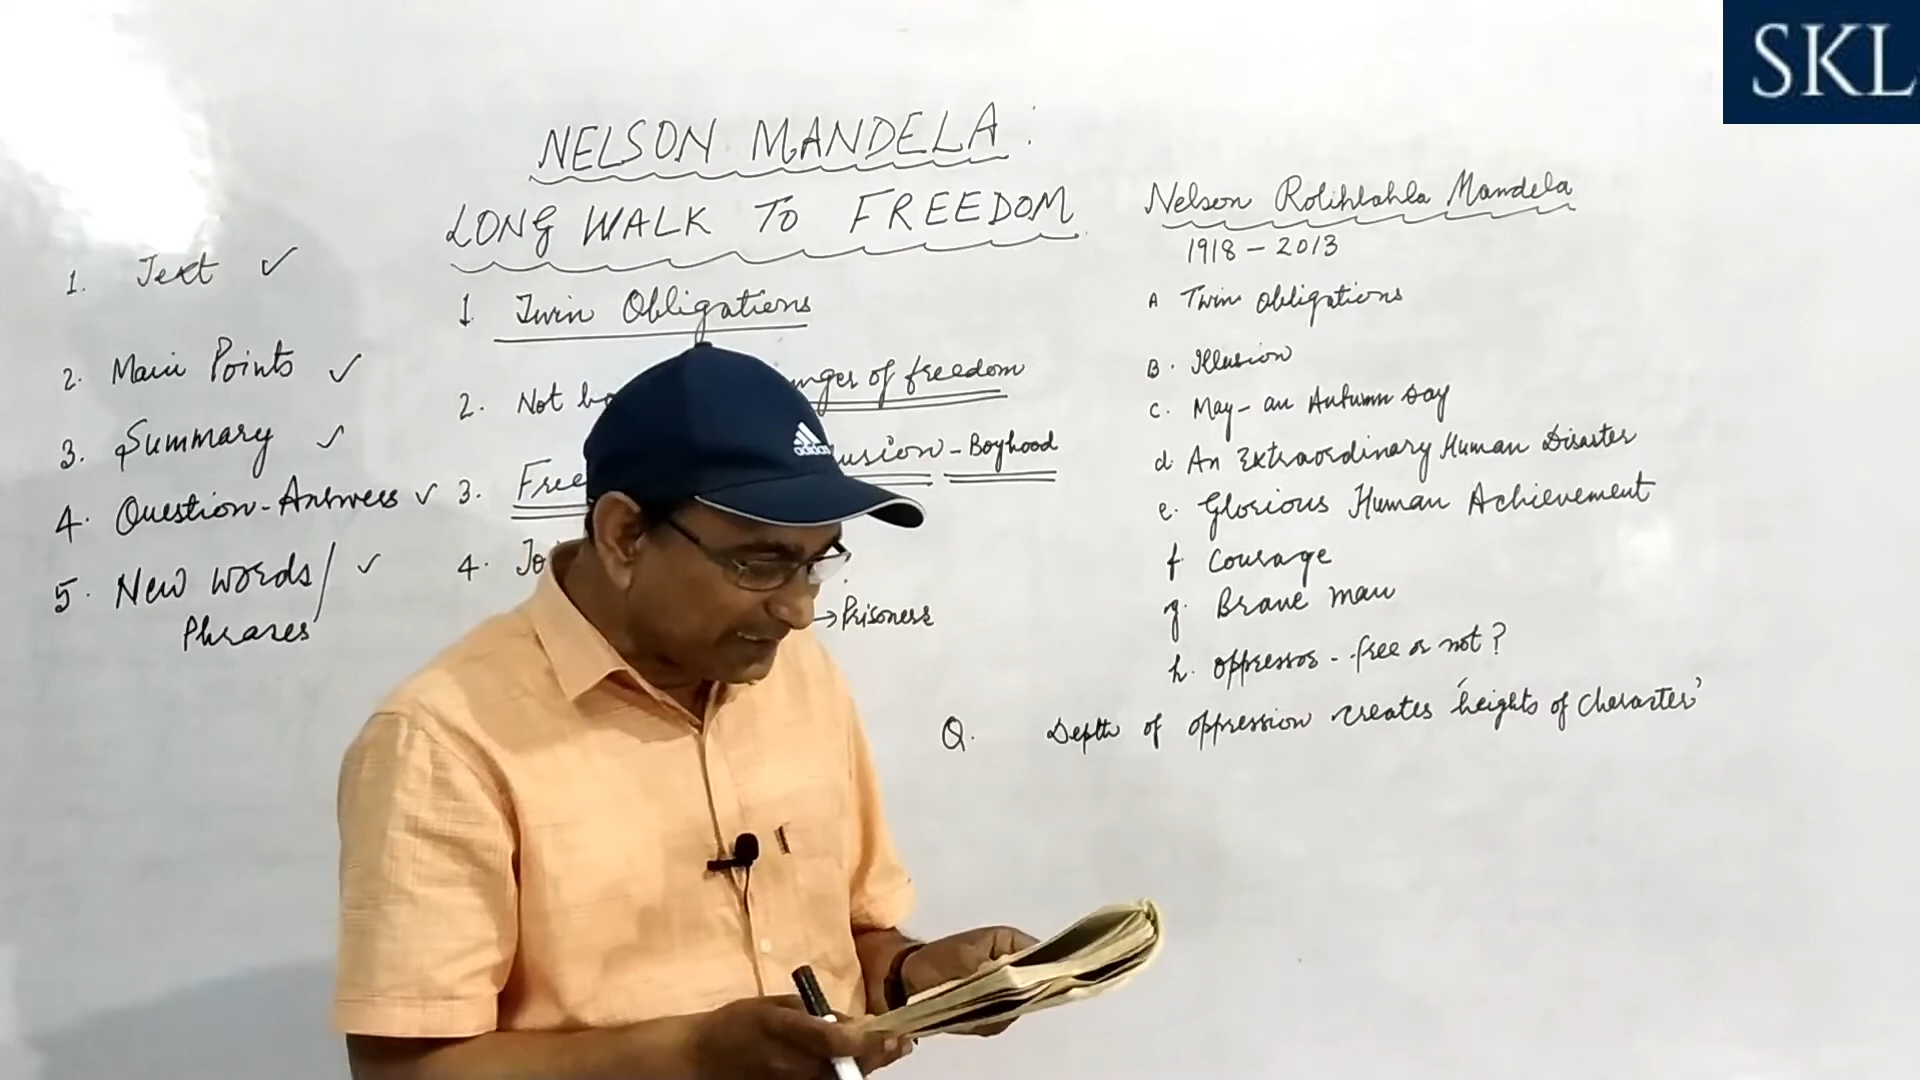 SKL
NELSON MANDELA :
LONG WALK TO FREEDOM
1. Text ✓
2. Main Points ✓
3. Summary ✓
4. Question-Answers ✓
5. New words/ ✓
Phrases
1. Twin Obligations
2. Not of freedom
3. - Boyhood
4.
→ Prisoners
adidas
Nelson Rolihlahla Mandela
1918 - 2013
A Twin obligations
B. Illusion
C. May - an Autumn day
d. An Extraordinary Human Disaster
e. Glorious Human Achievement
f Courage
g. Brave man
h. Oppressor - free or not?
Q. Depth of oppression creates 'heights of character'